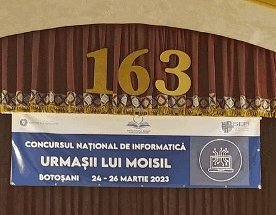 163
CONCURSUL NAȚIONAL DE INFORMATICĂ
URMAȘII LUI MOISIL
BOTOȘANI 24 - 26 MARTIE 2023